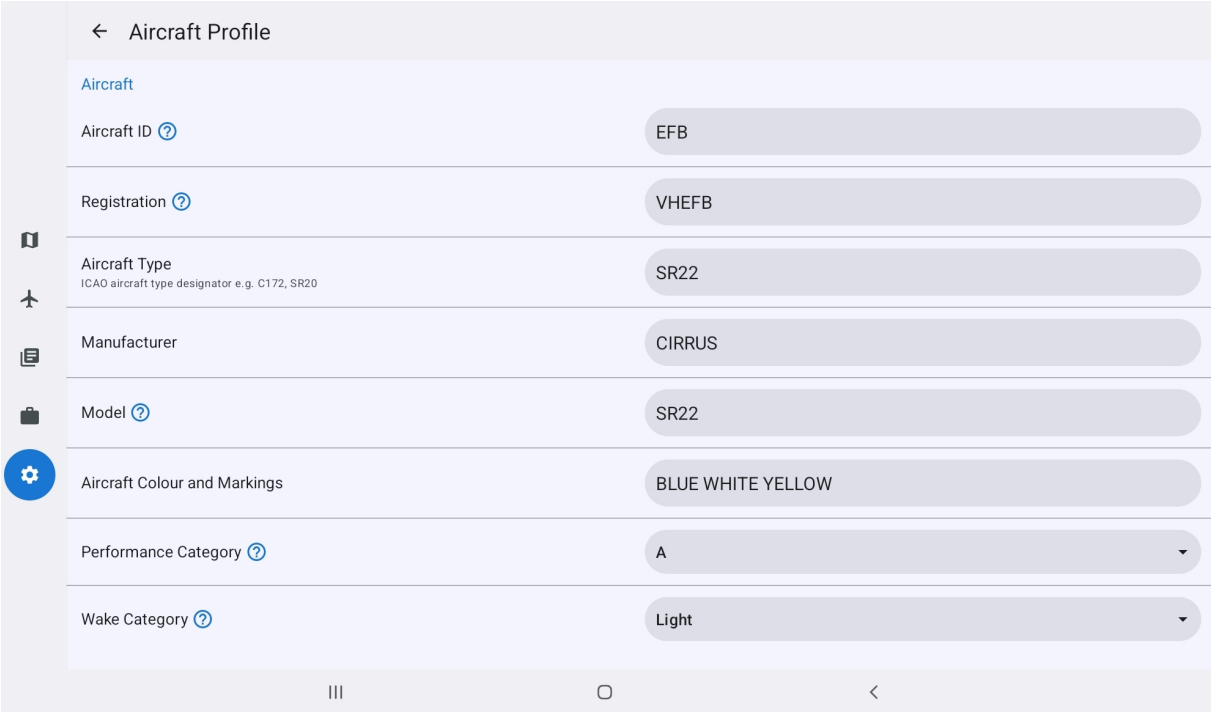 Aircraft Profile
Aircraft
Aircraft ID
EFB
Registration
VHEFB
Aircraft Type
ICAO aircraft type designator e.g. C172, SR20
SR22
Manufacturer
CIRRUS
Model
SR22
Aircraft Colour and Markings
BLUE WHITE YELLOW
Performance Category
A
Wake Category
Light